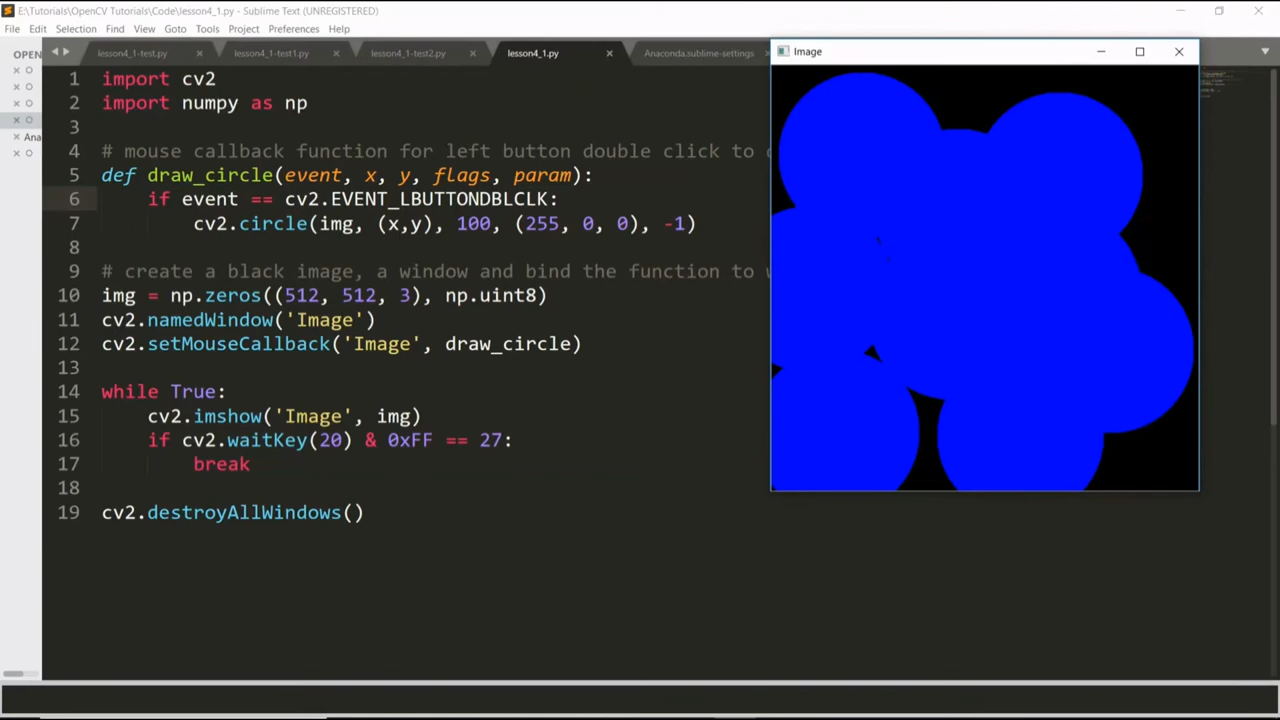 E:\Tutorials\OpenCV Tutorials\Code\lesson4_1.py - Sublime Text (UNREGISTERED)
File Edit Selection Find View Goto Tools Project Preferences Help
OPEN
Ana
lesson4_1-test.py lesson4_1-test1.py lesson4_1-test2.py lesson4_1.py Anaconda.sublime-settings
Image
1 import cv2
2 import numpy as np
3
4 # mouse callback function for left button double click to
5 def draw_circle(event, x, y, flags, param):
6 if event == cv2.EVENT_LBUTTONDBLCLK:
7 cv2.circle(img, (x,y), 100, (255, 0, 0), -1)
8
9 # create a black image, a window and bind the function to
10 img = np.zeros((512, 512, 3), np.uint8)
11 cv2.namedWindow('Image')
12 cv2.setMouseCallback('Image', draw_circle)
13
14 while True:
15 cv2.imshow('Image', img)
16 if cv2.waitKey(20) & 0xFF == 27:
17 break
18
19 cv2.destroyAllWindows()